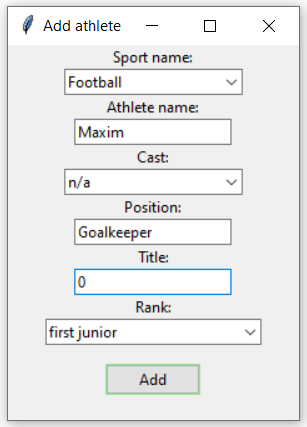 Add athlete
Sport name:
Football
Athlete name:
Maxim
Cast:
n/a
Position:
Goalkeeper
Title:
0
Rank:
first junior
Add